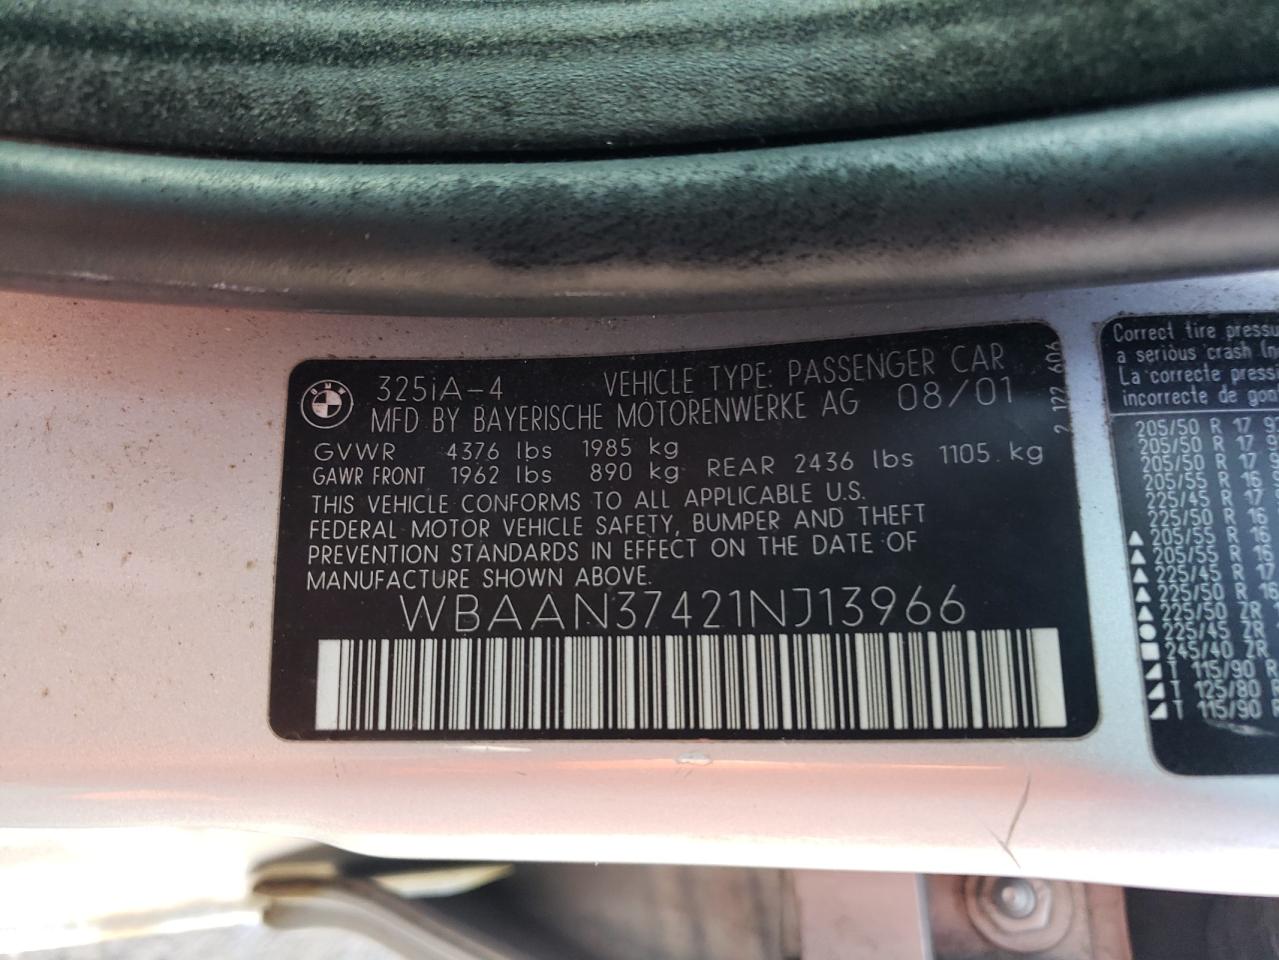 BMW
325iA-4 VEHICLE TYPE: PASSENGER CAR
MFD BY BAYERISCHE MOTORENWERKE AG 08/01
GVWR 4376 lbs 1985 kg
GAWR FRONT 1962 lbs 890 kg REAR 2436 lbs 1105 kg
THIS VEHICLE CONFORMS TO ALL APPLICABLE U.S.
FEDERAL MOTOR VEHICLE SAFETY, BUMPER AND THEFT
PREVENTION STANDARDS IN EFFECT ON THE DATE OF
MANUFACTURE SHOWN ABOVE.
WBAAN37421NJ13966
2 122 606
Correct tire
a serious crash
La correcte
incorrecte de
205/50 R 17
205/50 R 17
205/50 R 17
205/55 R 16
225/45 R 17
225/50 R 16
205/55 R 16
205/55 R 16
225/45 R 17
225/50 R 16
225/50 ZR
225/45 ZR
245/40 ZR
T 115/90 R
T 125/80
T 115/90 R